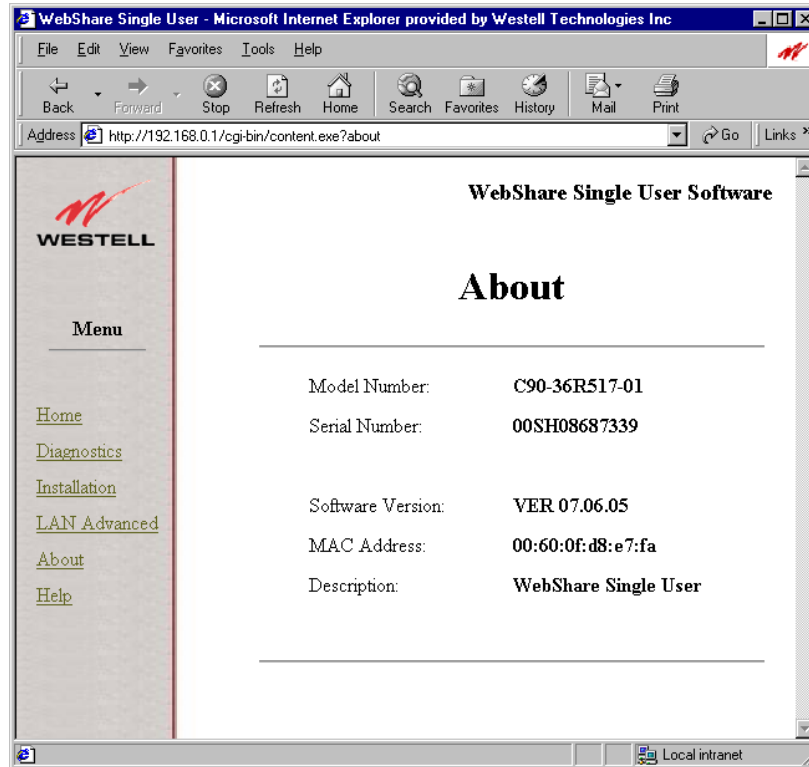 WebShare Single User - Microsoft Internet Explorer provided by Westell Technologies Inc
File Edit View Favorites Tools Help
Back Forward Stop Refresh Home Search Favorites History Mail Print
Address http://192.168.0.1/cgi-bin/content.exe?about Go Links »
WESTELL
Menu
Home
Diagnostics
Installation
LAN Advanced
About
Help
WebShare Single User Software
About
Model Number: C90-36R517-01
Serial Number: 00SH08687339
Software Version: VER 07.06.05
MAC Address: 00:60:0f:d8:e7:fa
Description: WebShare Single User
Local intranet